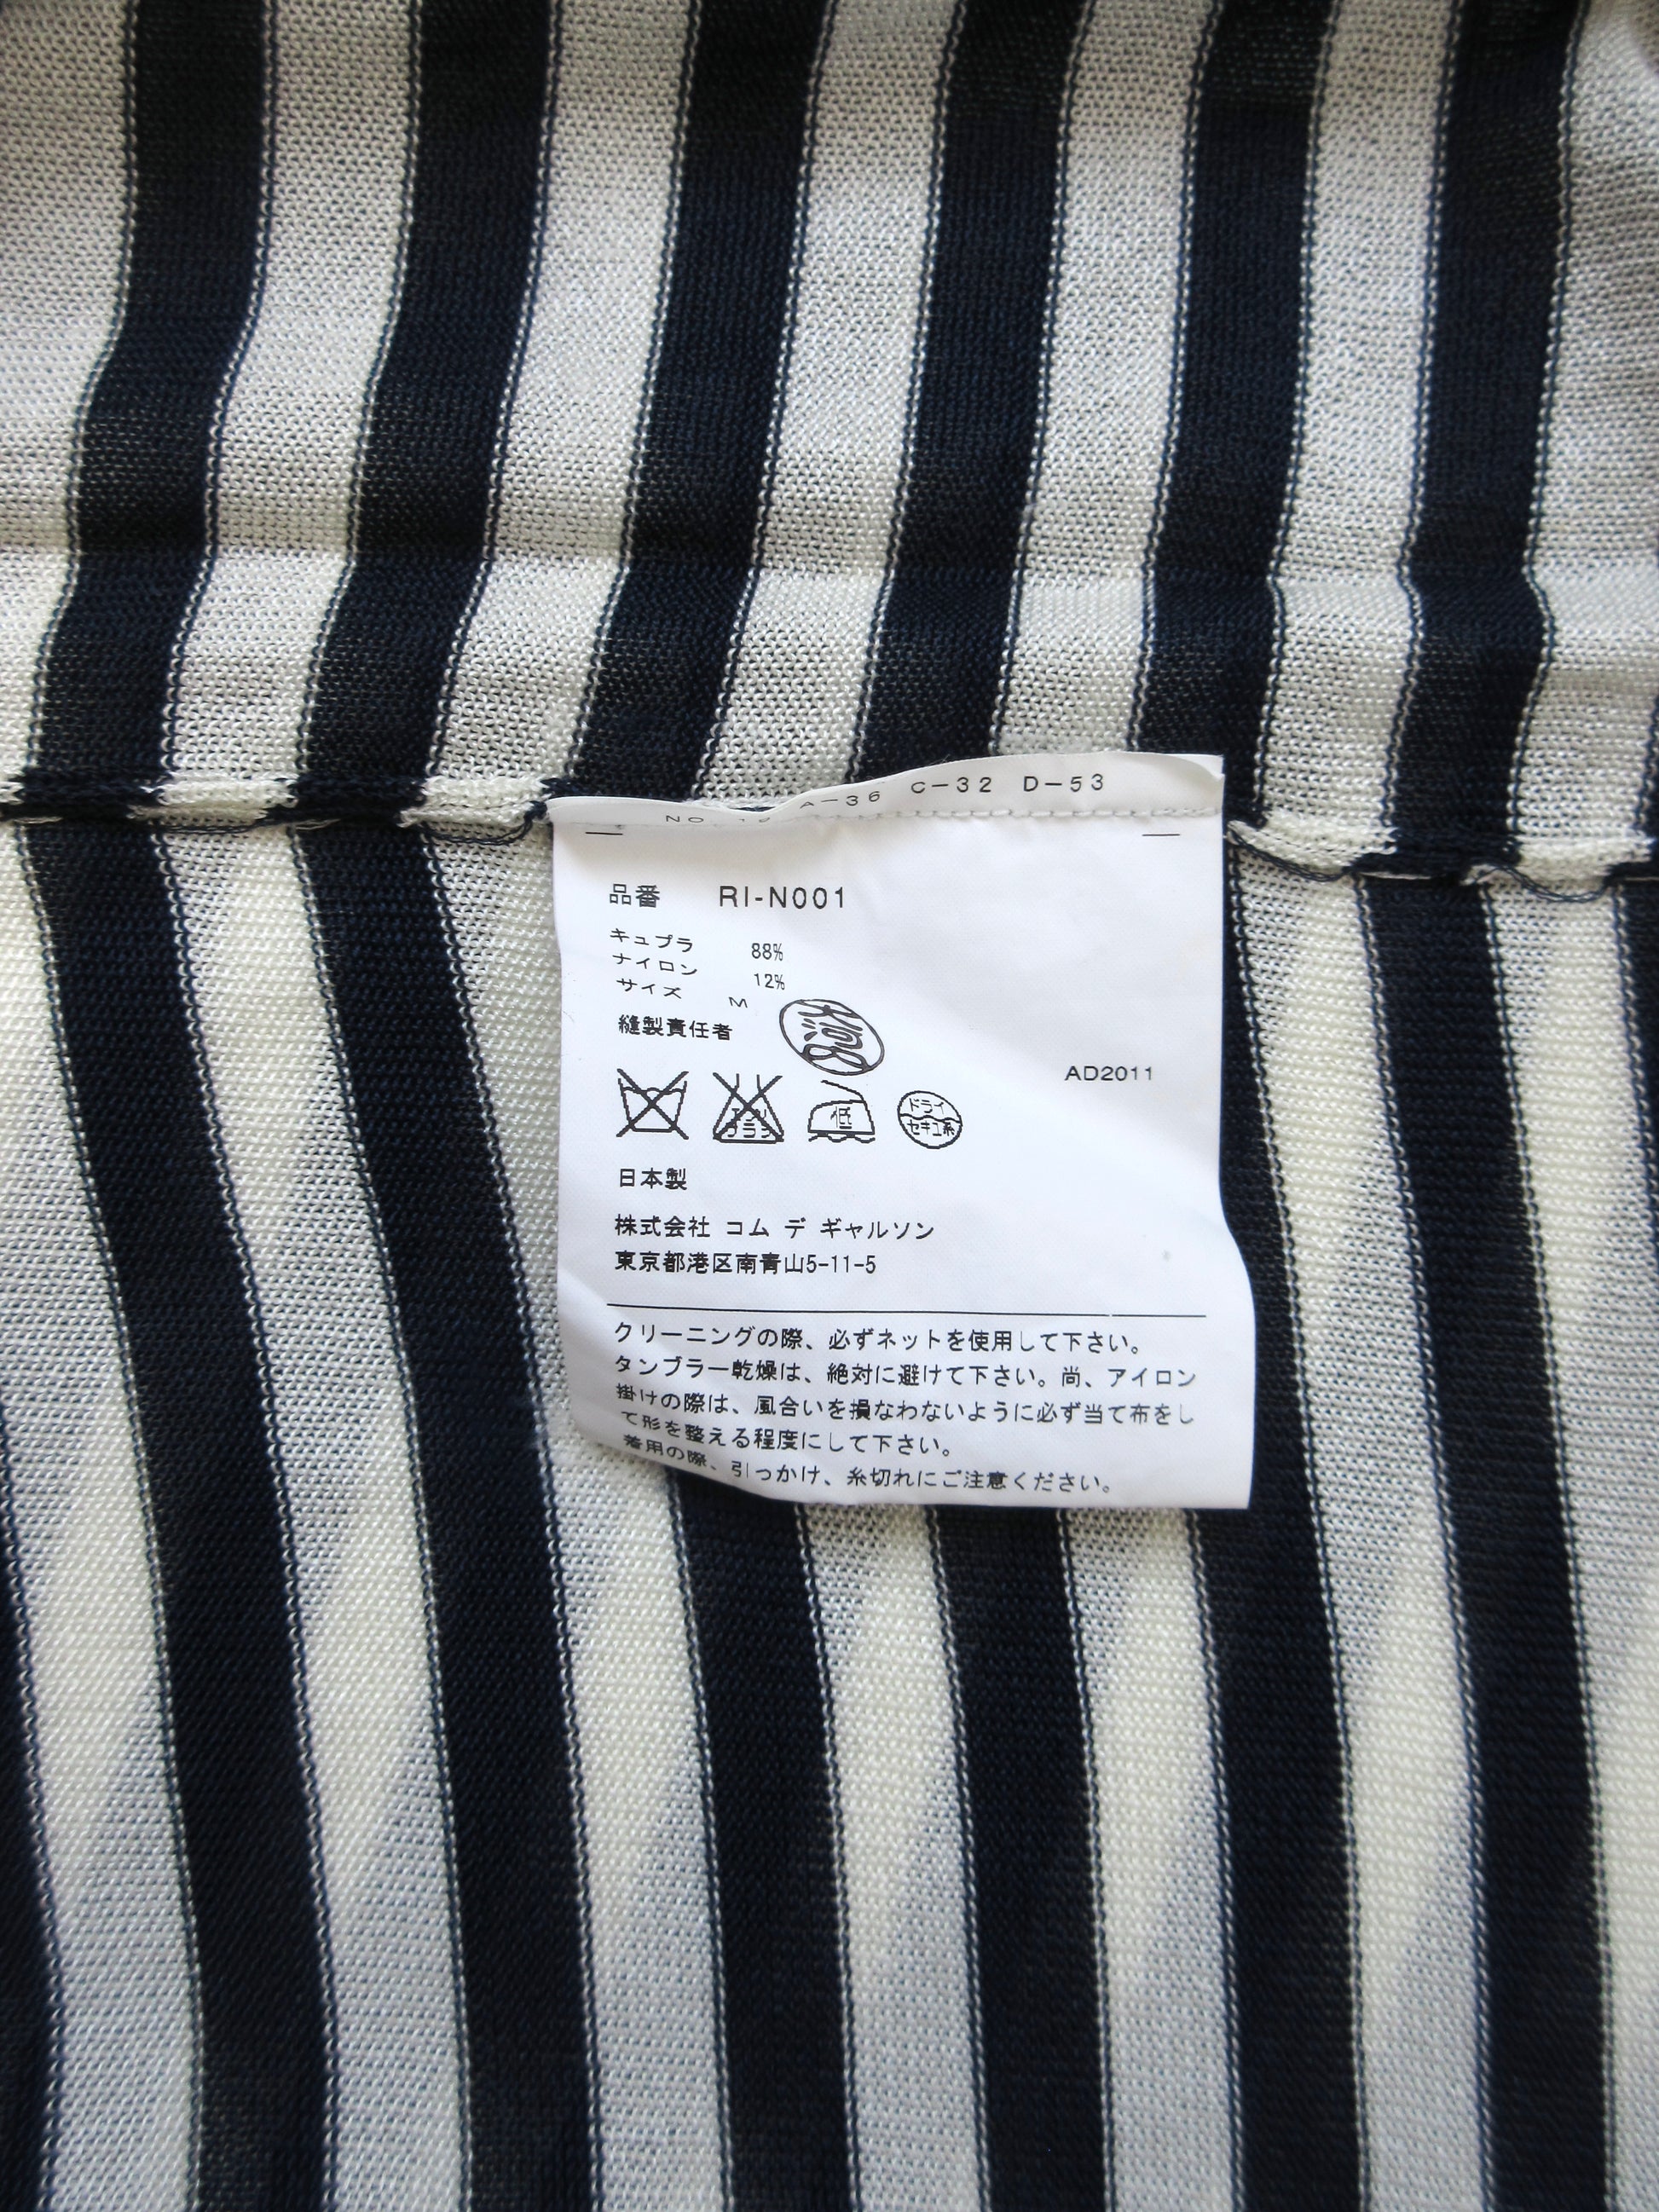 A-36 C-32 D-53
品番 RI-N001
キュプラ 88%
ナイロン 12%
サイズ M
縫製責任者
AD2011
低
ドライ
セキユ系
日本製
株式会社 コム デ ギャルソン
東京都港区南青山5-11-5
クリーニングの際、必ずネットを使用して下さい。
タンブラー乾燥は、絶対に避けて下さい。尚、アイロン
掛けの際は、風合いを損なわないように必ず当て布をし
て形を整える程度にして下さい。
着用の際、引っかけ、糸切れにご注意ください。